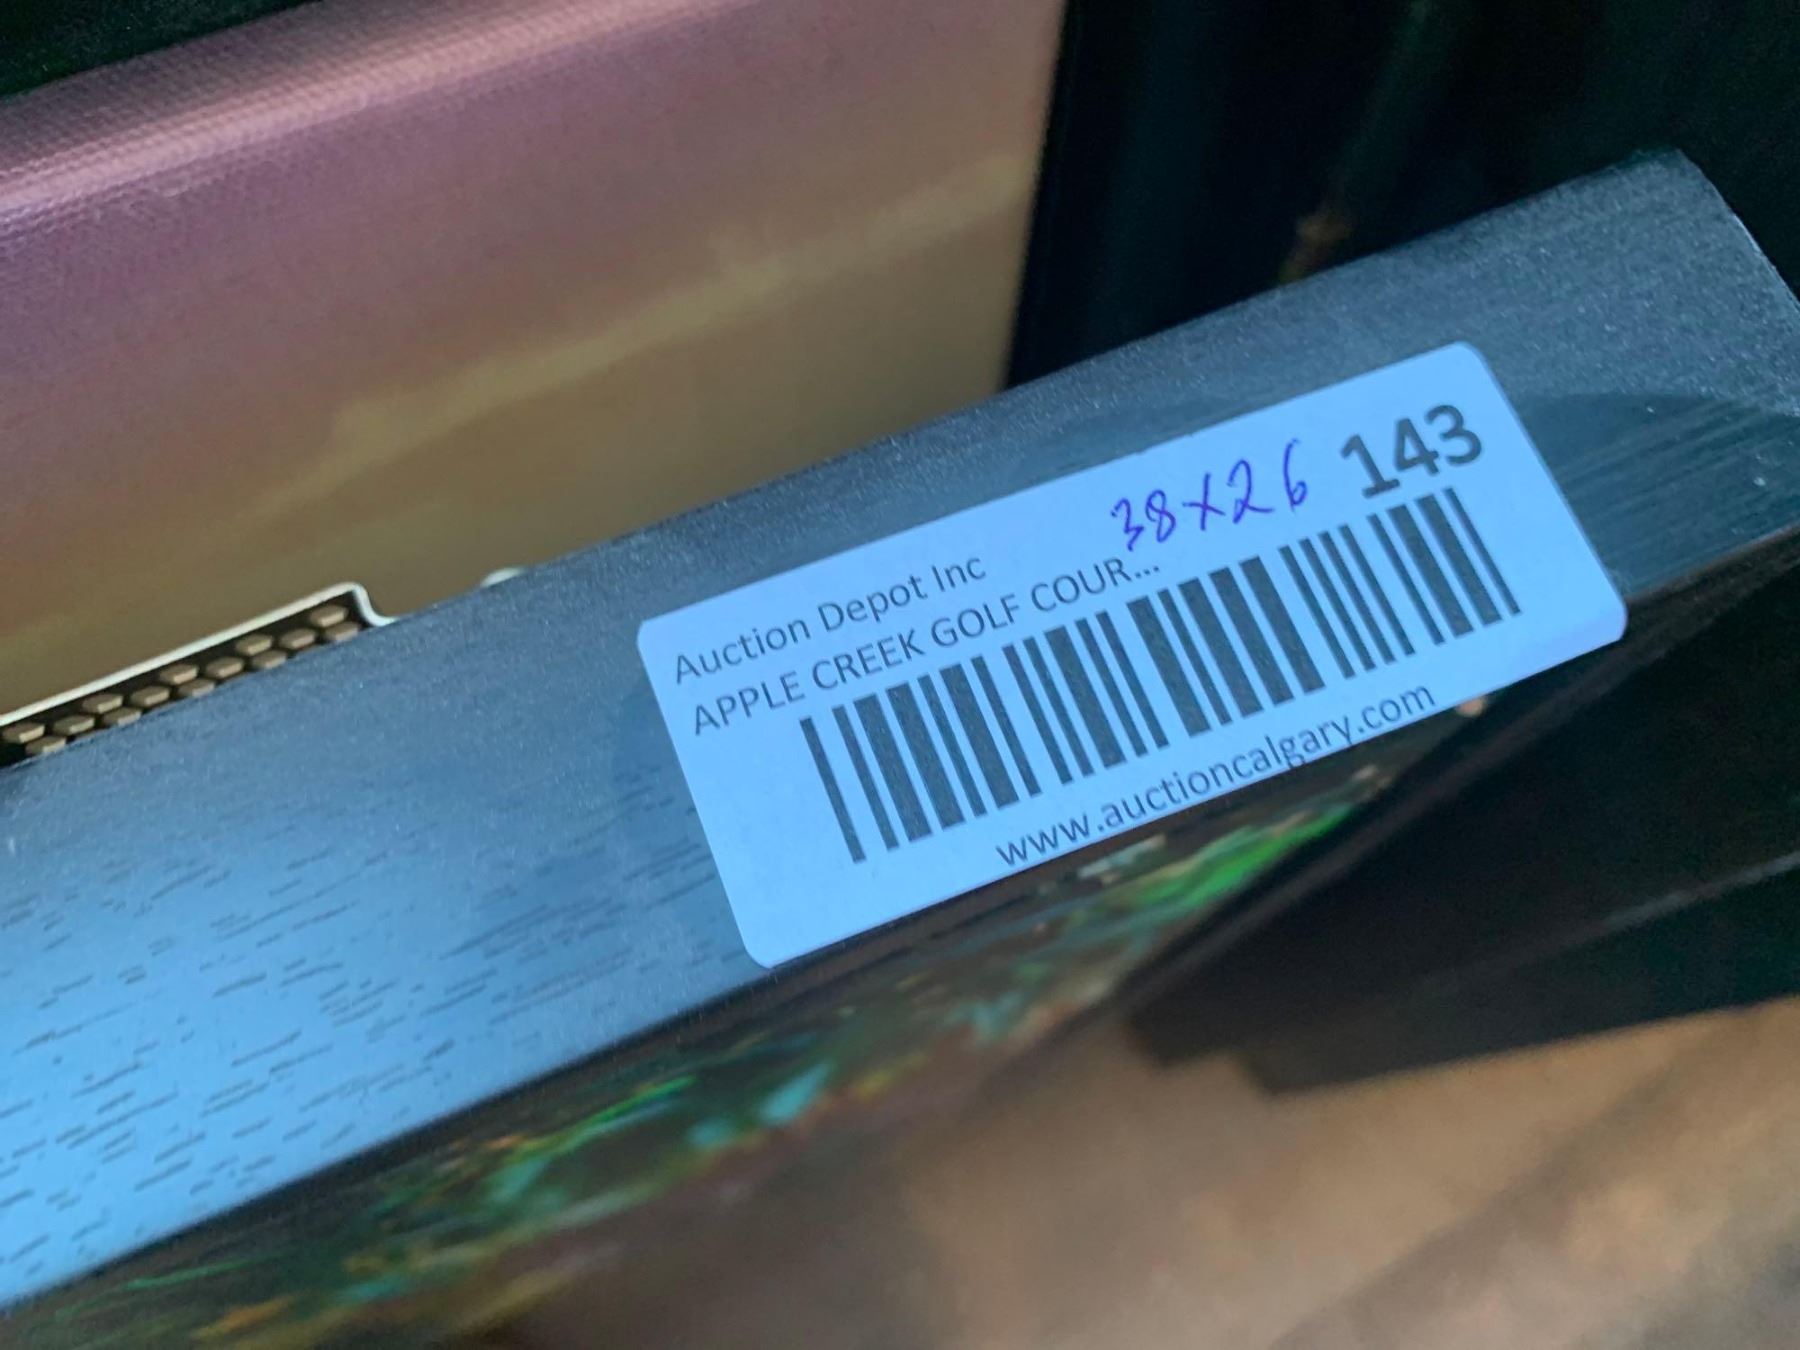 38x26 143
Auction Depot Inc
APPLE CREEK GOLF COUR...
www.auctioncalgary.com